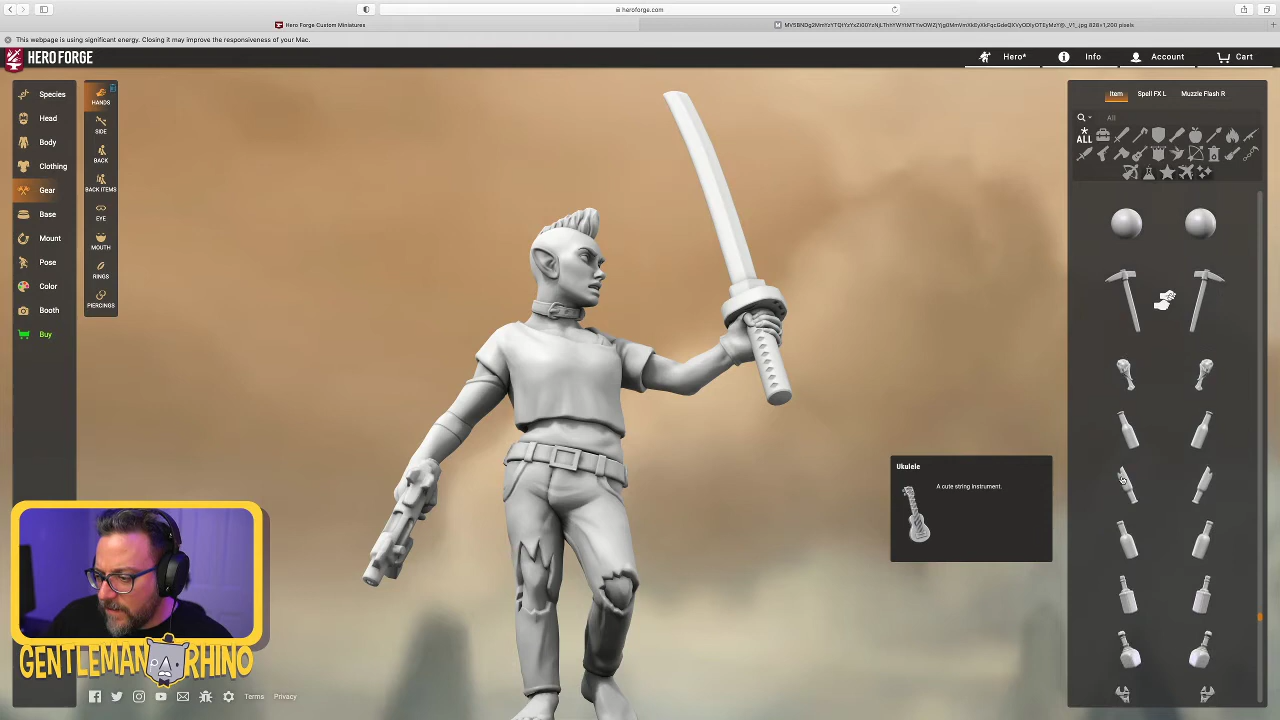 heroforge.com
Hero Forge Custom Miniatures
This webpage is using significant energy. Closing it may improve the responsiveness of your Mac.
HERO FORGE
Hero*
Info
Account
Cart
Species
Head
Body
Clothing
Gear
Base
Mount
Pose
Color
Booth
Buy
HANDS
SIDE
BACK
BACK ITEMS
EYE
MOUTH
RINGS
PIERCINGS
Item
Spell FX L
Muzzle Flash R
All
ALL
Ukulele
A cute string instrument.
GENTLEMAN RHINO
Terms
Privacy